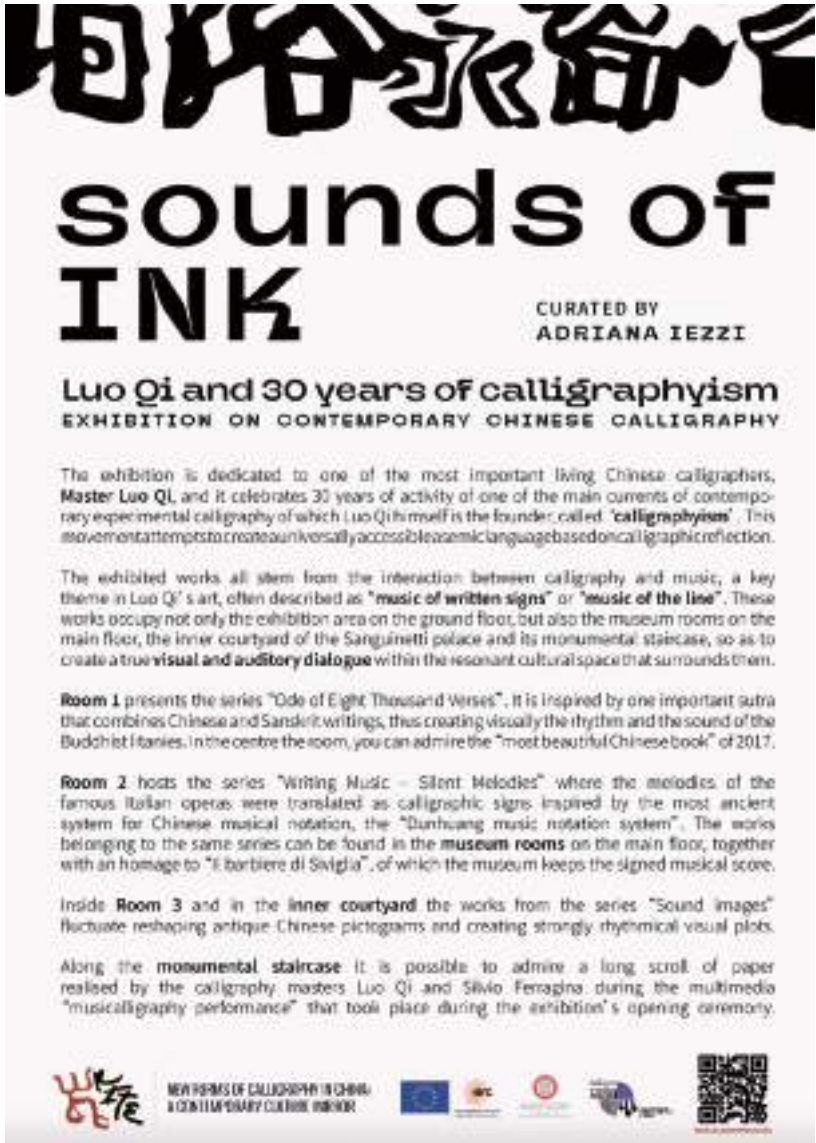 sounds of
INK
CURATED BY
ADRIANA IEZZI
Luo Qi and 30 years of calligraphyism
EXHIBITION ON CONTEMPORARY CHINESE CALLIGRAPHY
The exhibition is dedicated to one of the most important living Chinese calligraphers,
Master Luo Qi, and it celebrates 30 years of activity of one of the main currents of contempo-
rary experimental calligraphy of which Luo Qi himself is the founder, called "calligraphyism". This
movement attempts to create a universally accessible asemic language based on calligraphic reflection.
The exhibited works all stem from the interaction between calligraphy and music, a key
theme in Luo Qi's art, often described as "music of written signs" or "music of the line". These
works occupy not only the exhibition area on the ground floor, but also the museum rooms on the
main floor, the inner courtyard of the Sanguinetti palace and its monumental staircase, so as to
create a true visual and auditory dialogue within the resonant cultural space that surrounds them.
Room 1 presents the series "Ode of Eight Thousand Verses". It is inspired by one important sutra
that combines Chinese and Sanskrit writings, thus creating visually the rhythm and the sound of the
Buddhist litanies. In the centre the room, you can admire the "most beautiful Chinese book" of 2017.
Room 2 hosts the series "Writing Music – Silent Melodies" where the melodies of the
famous Italian operas were translated as calligraphic signs inspired by the most ancient
system for Chinese musical notation, the "Dunhuang music notation system". The works
belonging to the same series can be found in the museum rooms on the main floor, together
with an homage to "Il barbiere di Siviglia", of which the museum keeps the signed musical score.
Inside Room 3 and in the inner courtyard the works from the series "Sound images"
fluctuate reshaping antique Chinese pictograms and creating strongly rhythmical visual plots.
Along the monumental staircase it is possible to admire a long scroll of paper
realised by the calligraphy masters Luo Qi and Silvio Ferragina during the multimedia
"musicalligraphy performance" that took place during the exhibition's opening ceremony.
NEW FORMS OF CALLIGRAPHY IN CHINA:
A CONTEMPORARY CULTURE MIRROR
erc